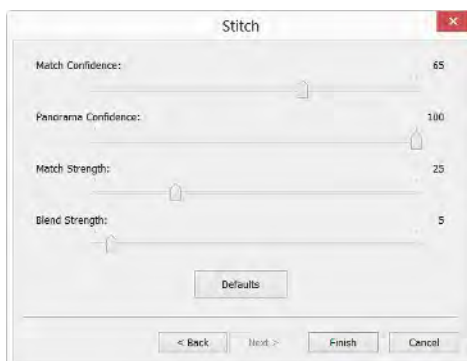 Stitch
Match Confidence: 65
Panorama Confidence: 100
Match Strength: 25
Blend Strength: 5
Defaults
< Back Next > Finish Cancel